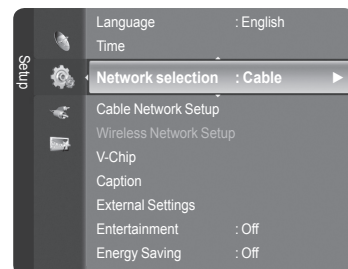 Setup
Language : English
Time
Network selection : Cable
Cable Network Setup
Wireless Network Setup
V-Chip
Caption
External Settings
Entertainment : Off
Energy Saving : Off